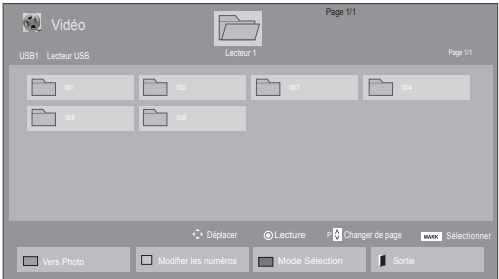 Page 1/1
Vidéo
USB1 Lecteur USB
Lecteur 1
Page 1/1
001 002 003 004
005 006
Déplacer Lecture P Changer de page MARK Sélectionner
Vers Photo Modifier les numéros Mode Sélection Sortie